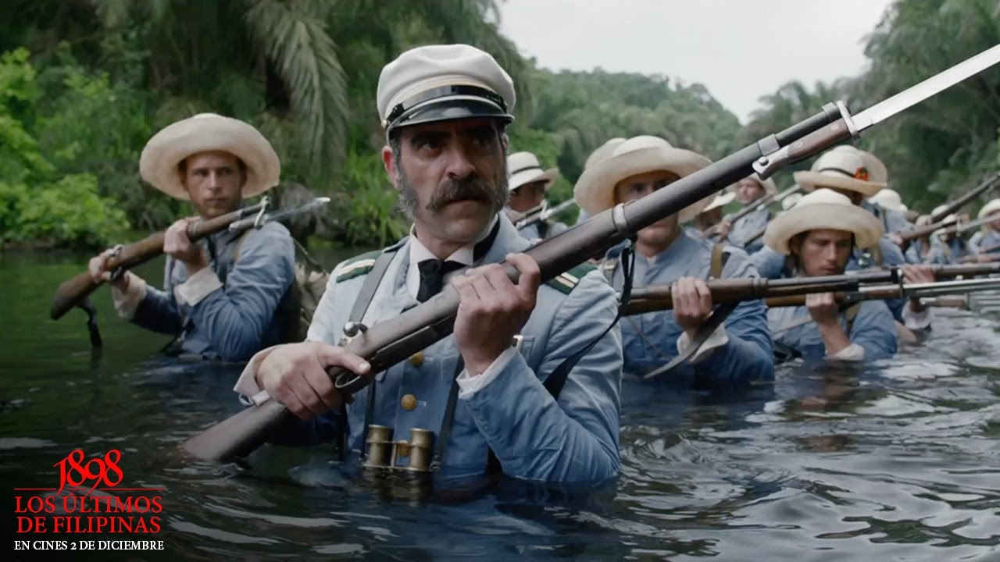 1898
LOS ÚLTIMOS
DE FILIPINAS
EN CINES 2 DE DICIEMBRE